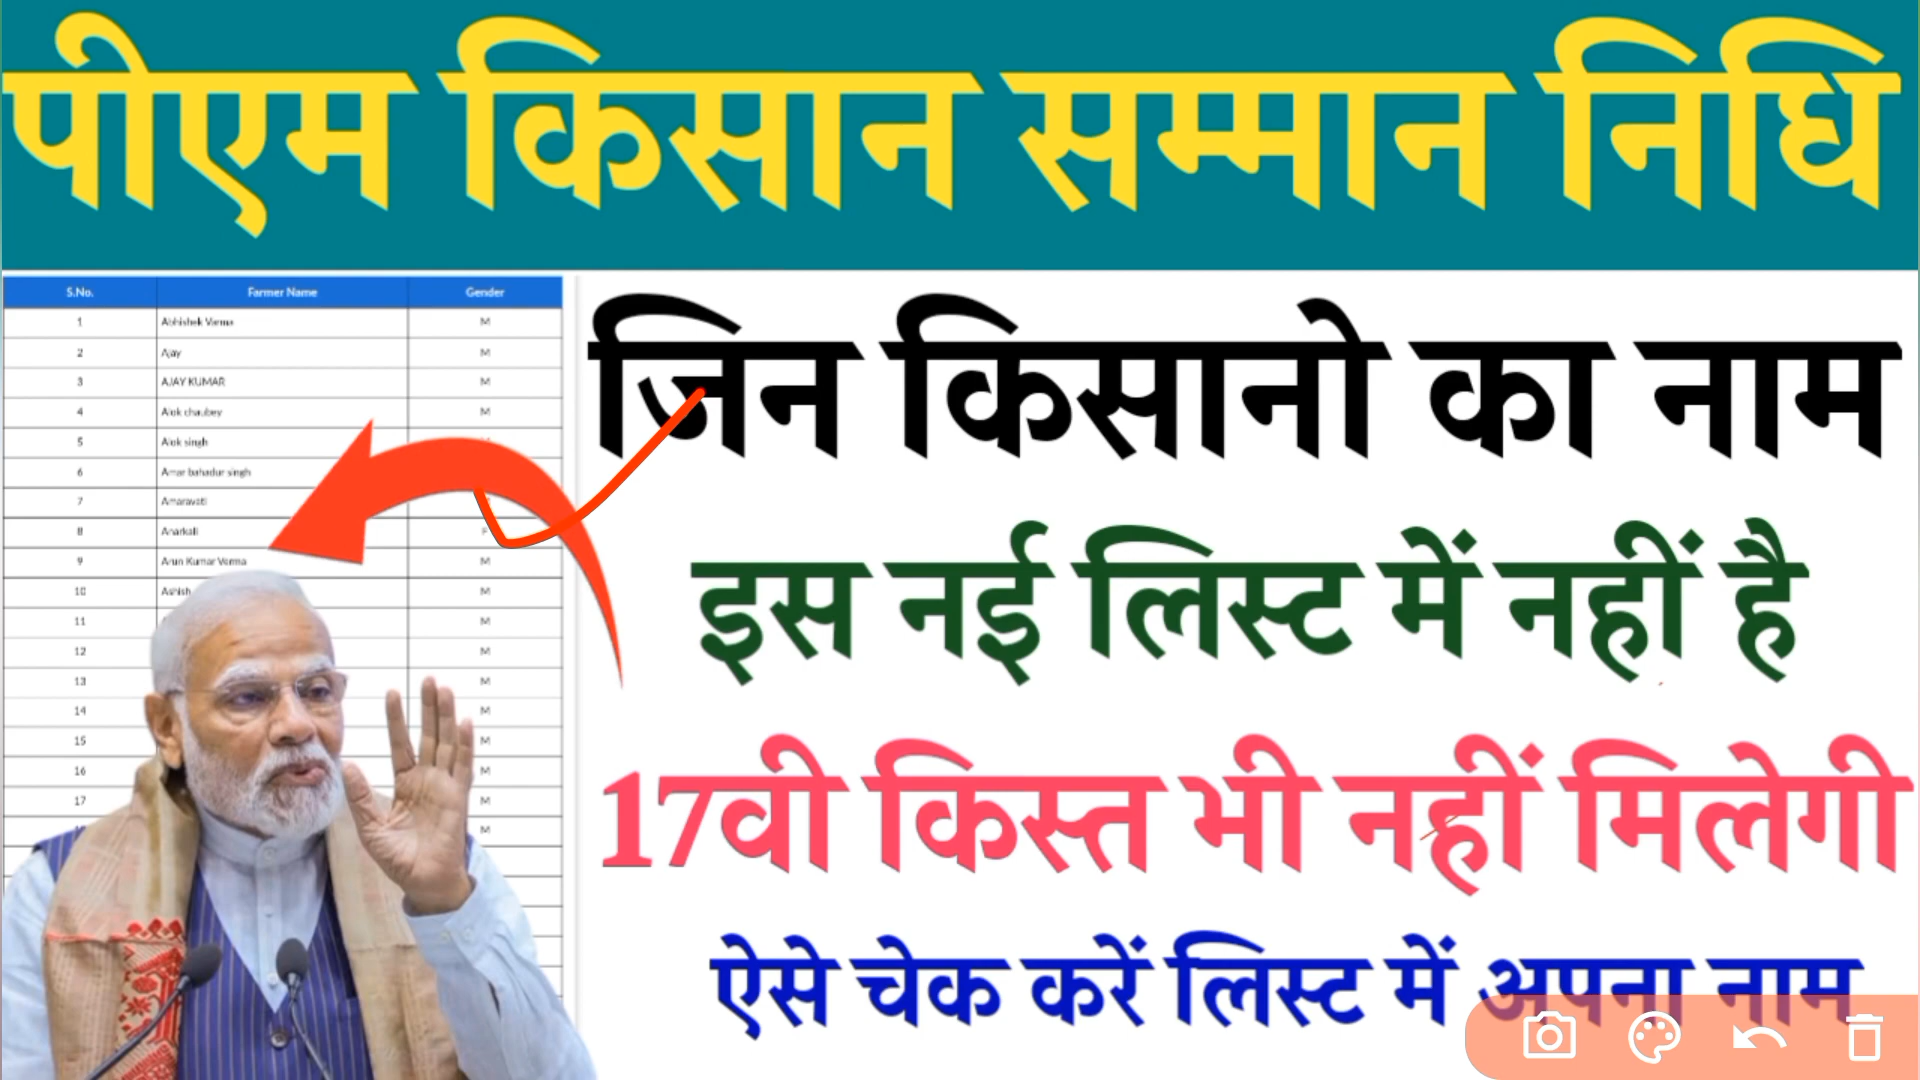 पीएम किसान सम्मान निधि
S.No. Farmer Name Gender
1 Abhishek Varma M
2 Ajay M
3 AJAY KUMAR M
4 Alok chaubey M
5 Alok singh
6 Amar bahadur singh
7 Amaravati
8 Anarkali F
9 Arun Kumar Verma M
10 Ashish M
11 M
12 M
13 M
14 M
15 M
16 M
17 M
M
जिन किसानो का नाम
इस नई लिस्ट में नहीं है
17वी किस्त भी नहीं मिलेगी
ऐसे चेक करें लिस्ट में अपना नाम